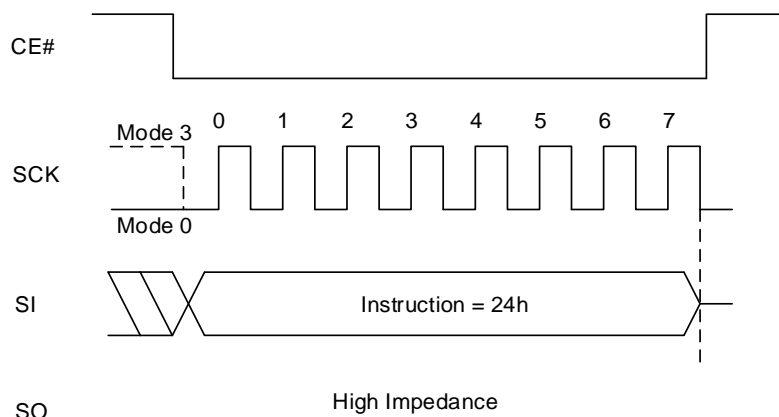 CE#
0 1 2 3 4 5 6 7
Mode 3
SCK
Mode 0
SI
Instruction = 24h
High Impedance
SO